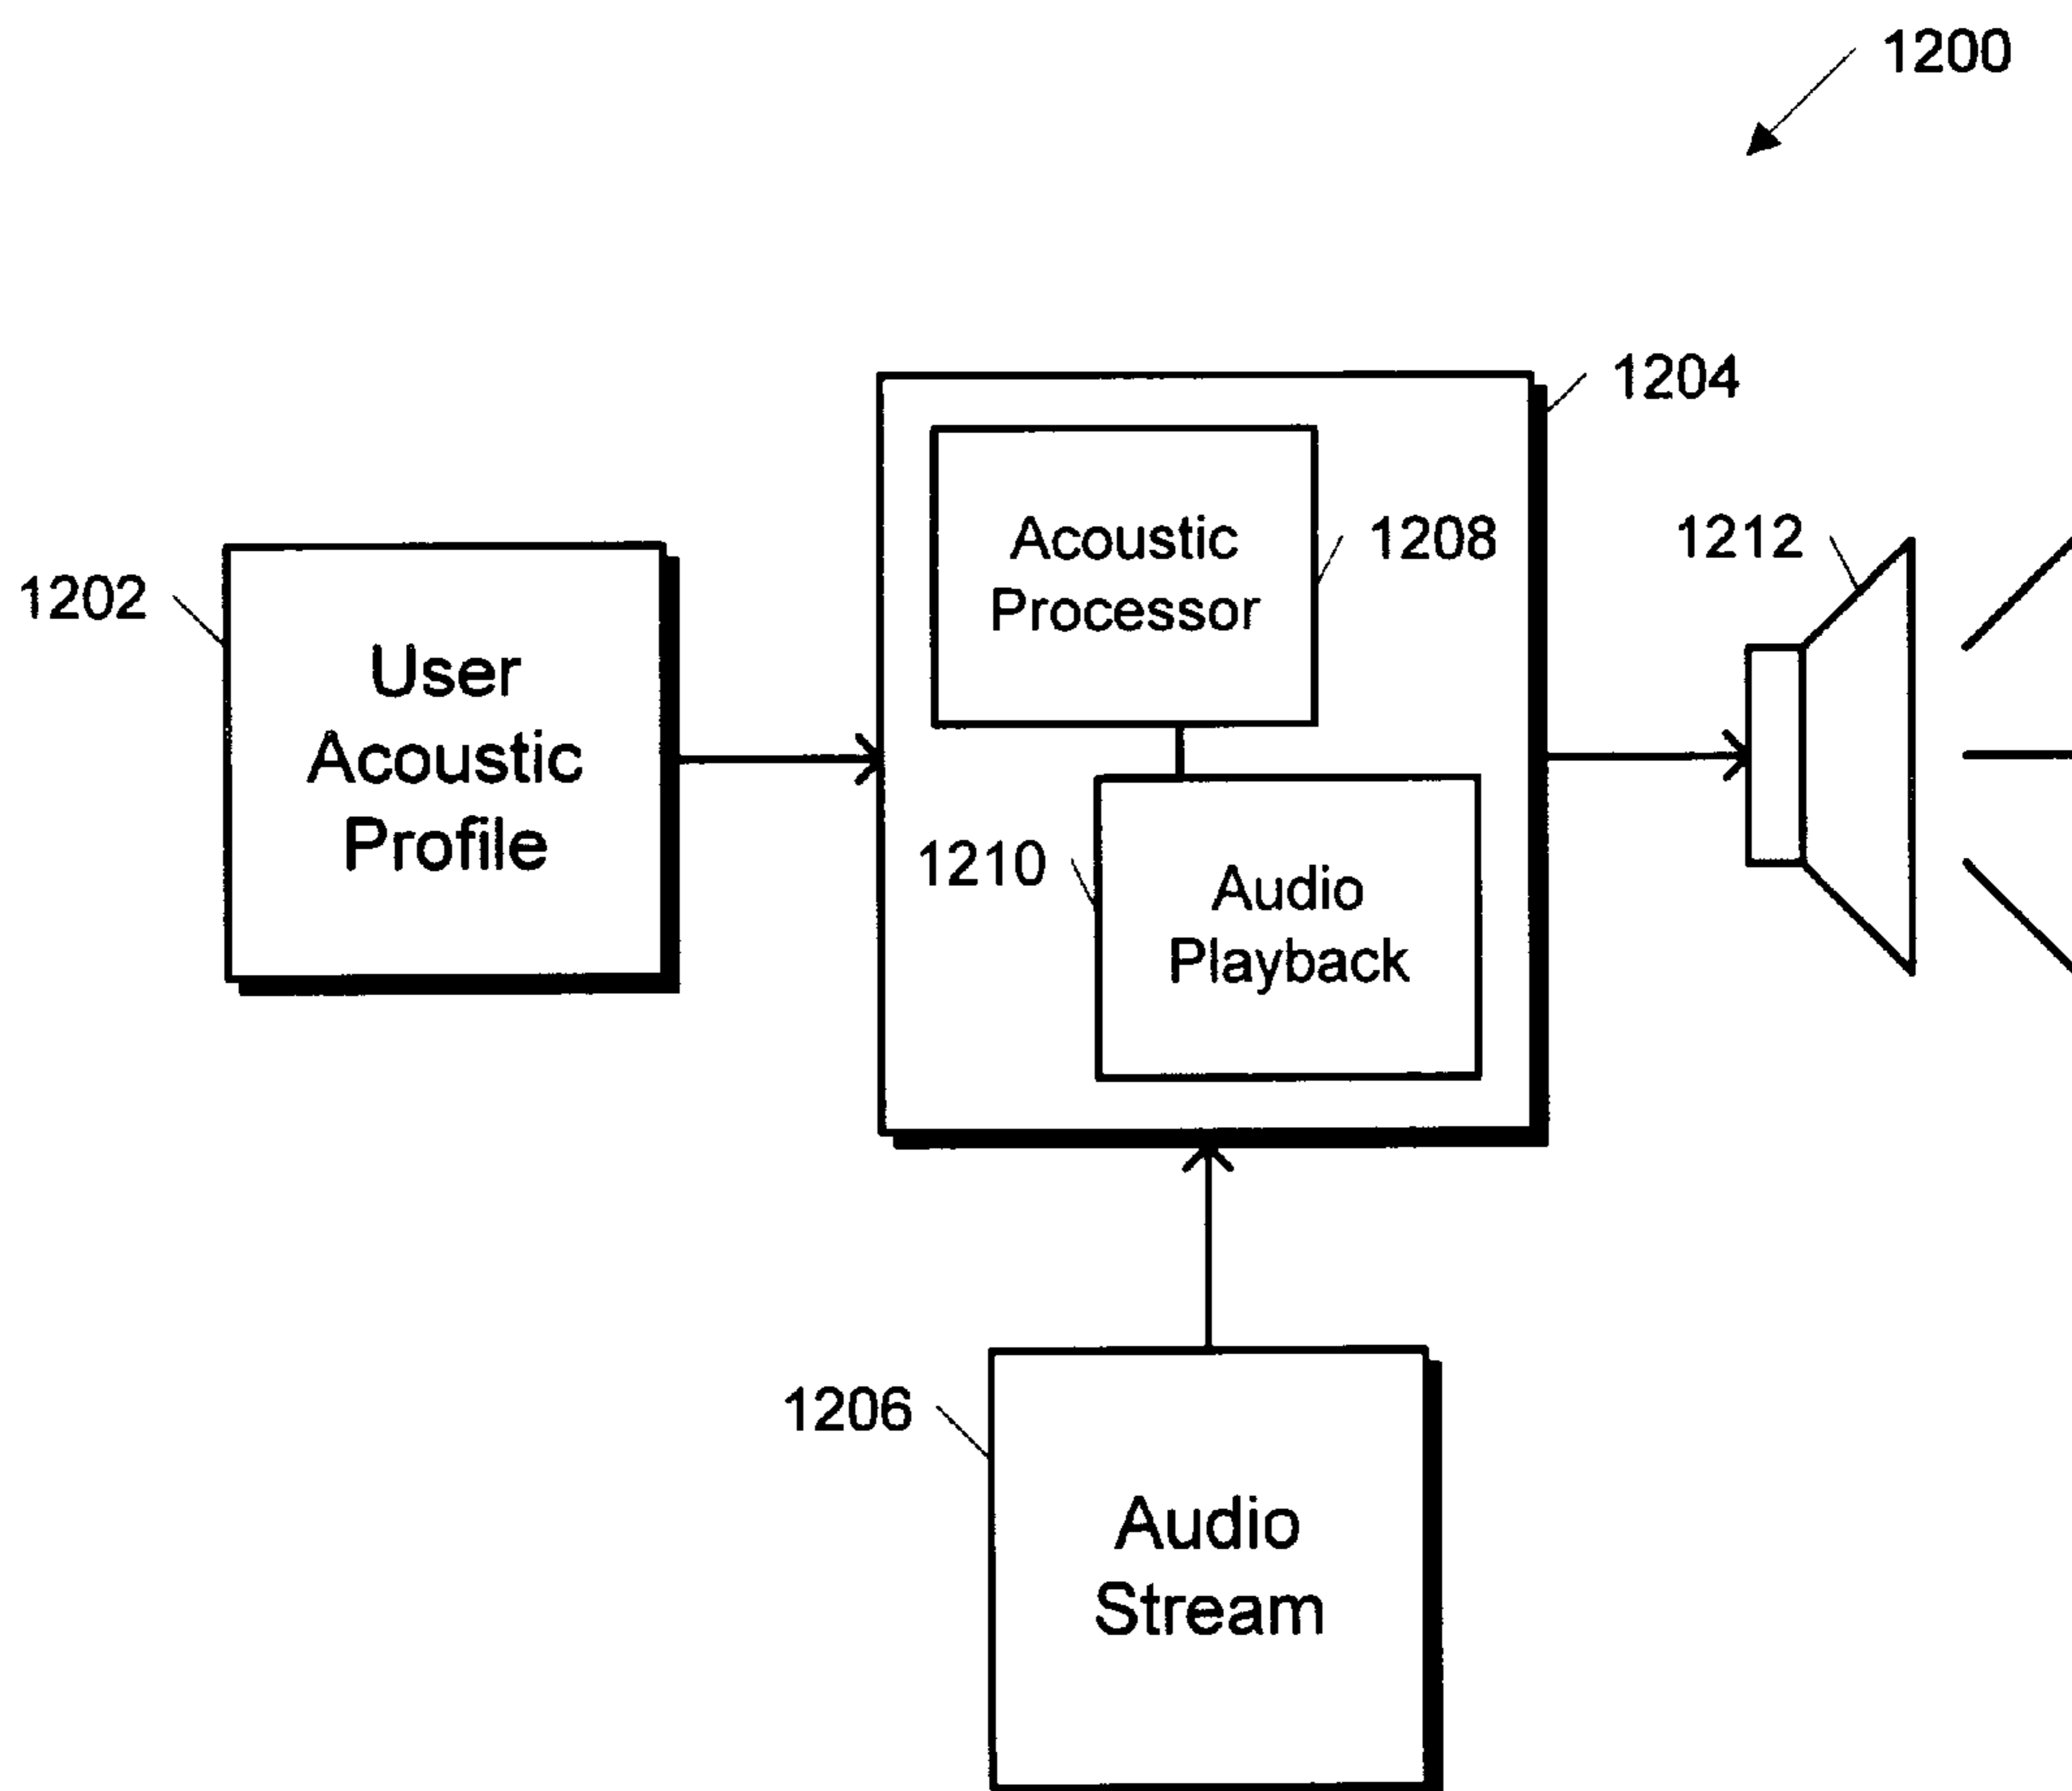 1200
1204
Acoustic
Processor
1208
1212
1202
User
Acoustic
Profile
1210
Audio
Playback
1206
Audio
Stream